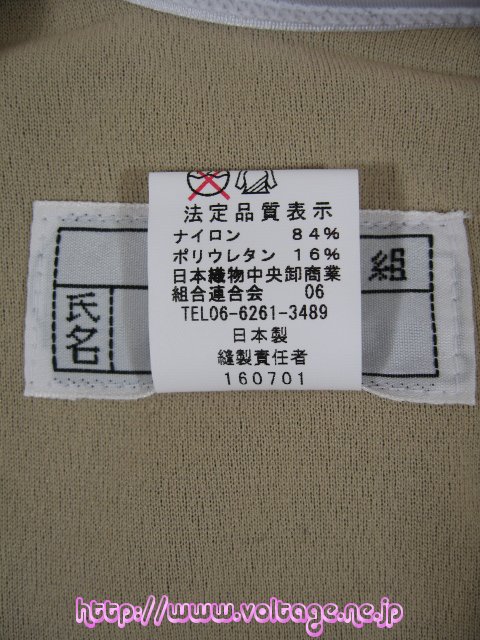 法定品質表示
ナイロン 84%
ポリウレタン 16%
日本織物中央卸商業
組合連合会 06
TEL06-6261-3489
日本製
縫製責任者
160701
組
氏名
http://www.voltage.ne.jp